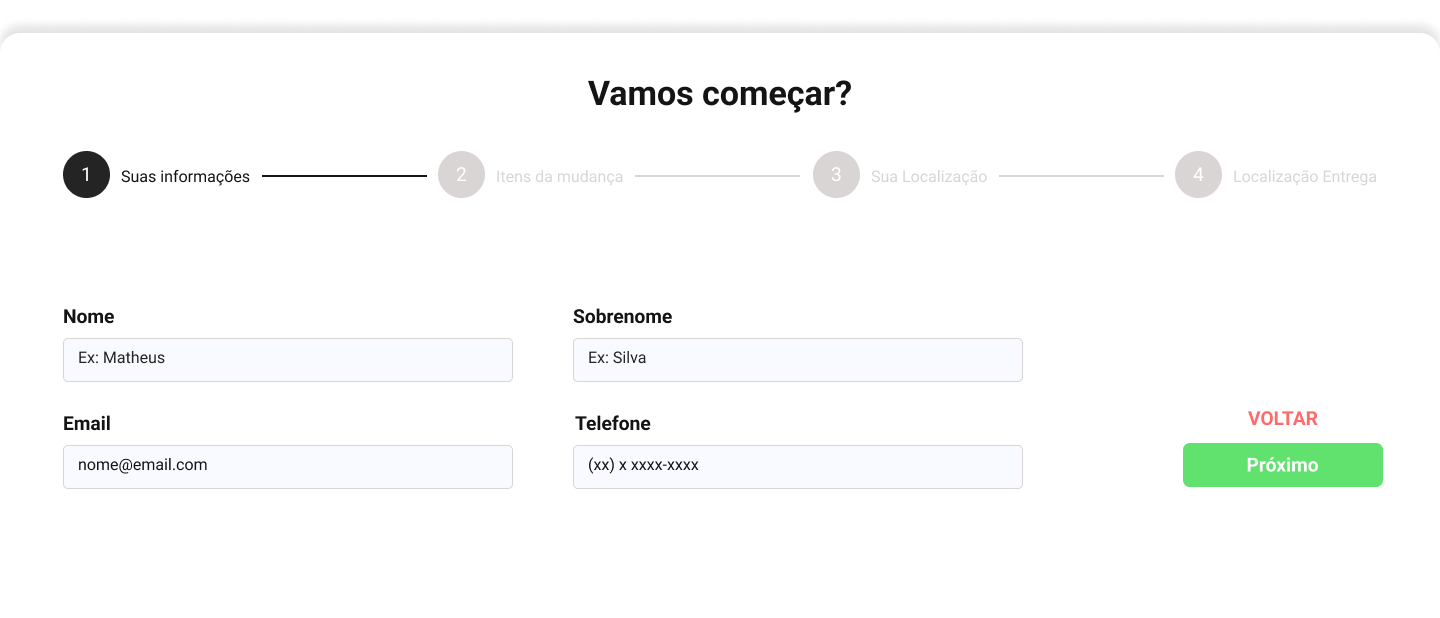 Vamos começar?
1 Suas informações 2 Itens da mudança 3 Sua Localização 4 Localização Entrega
Nome Sobrenome
Ex: Matheus Ex: Silva
Email Telefone VOLTAR
nome@email.com (xx) x xxxx-xxxx Próximo